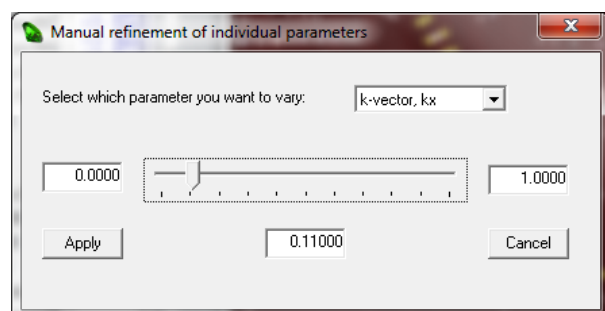 Manual refinement of individual parameters
Select which parameter you want to vary: k-vector, kx
0.0000 1.0000
Apply 0.11000 Cancel